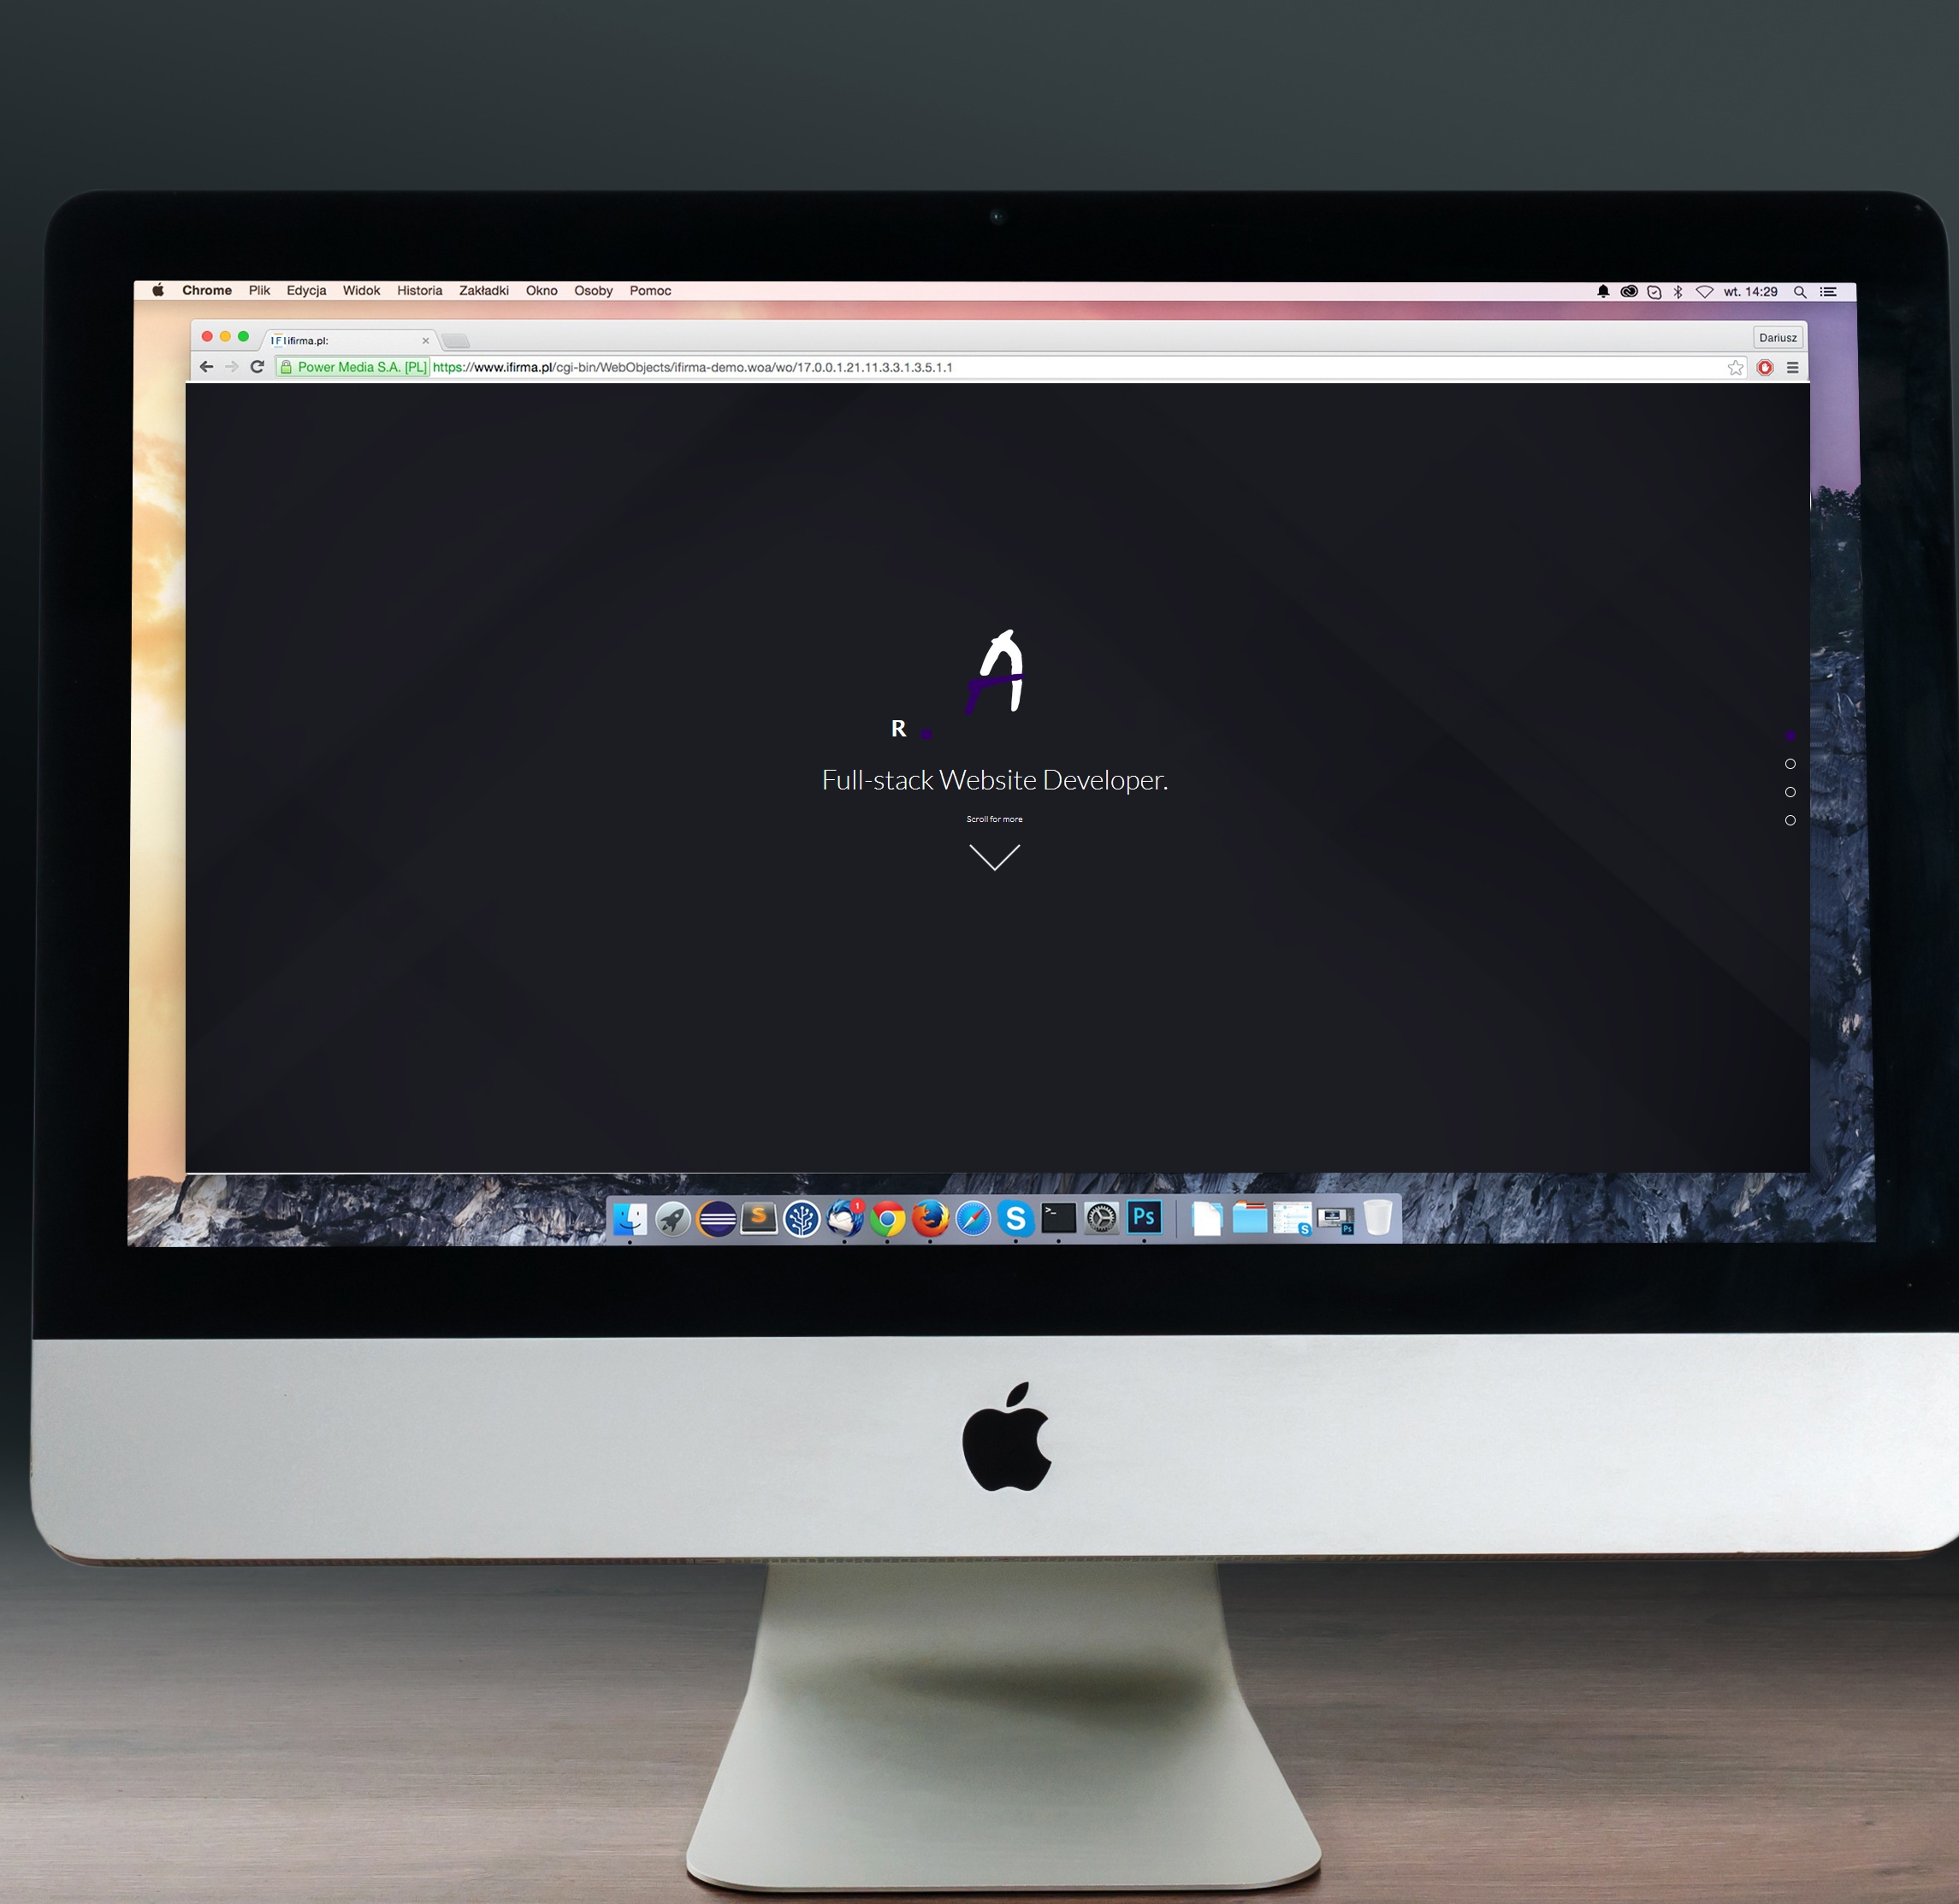 Chrome Plik Edycja Widok Historia Zakładki Okno Osoby Pomoc wt. 14:29
ifirma.pl: Dariusz
Power Media S.A. [PL] https://www.ifirma.pl/cgi-bin/WebObjects/ifirma-demo.woa/wo/17.0.0.1.21.11.3.3.1.3.5.1.1
A
R .
Full-stack Website Developer.
Scroll for more
1
S S >_ Ps